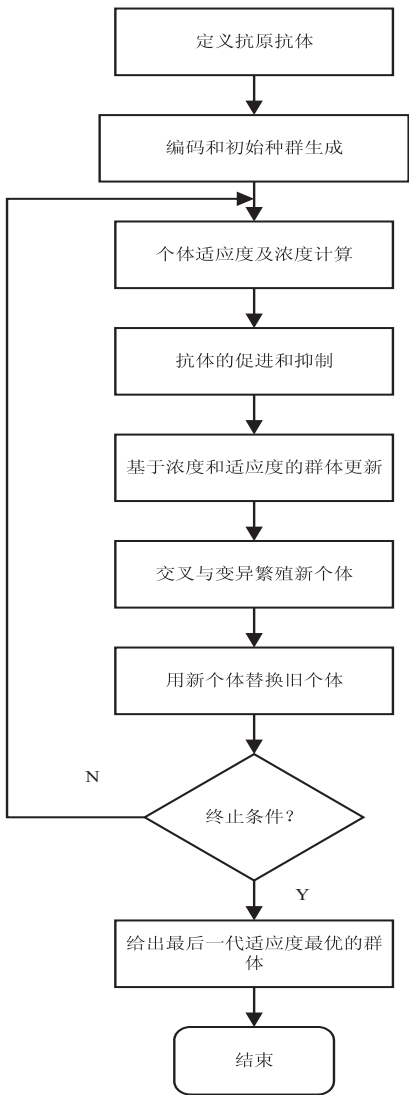 定义抗原抗体
编码和初始种群生成
个体适应度及浓度计算
抗体的促进和抑制
基于浓度和适应度的群体更新
交叉与变异繁殖新个体
用新个体替换旧个体
N
终止条件?
Y
给出最后一代适应度最优的群
体
结束